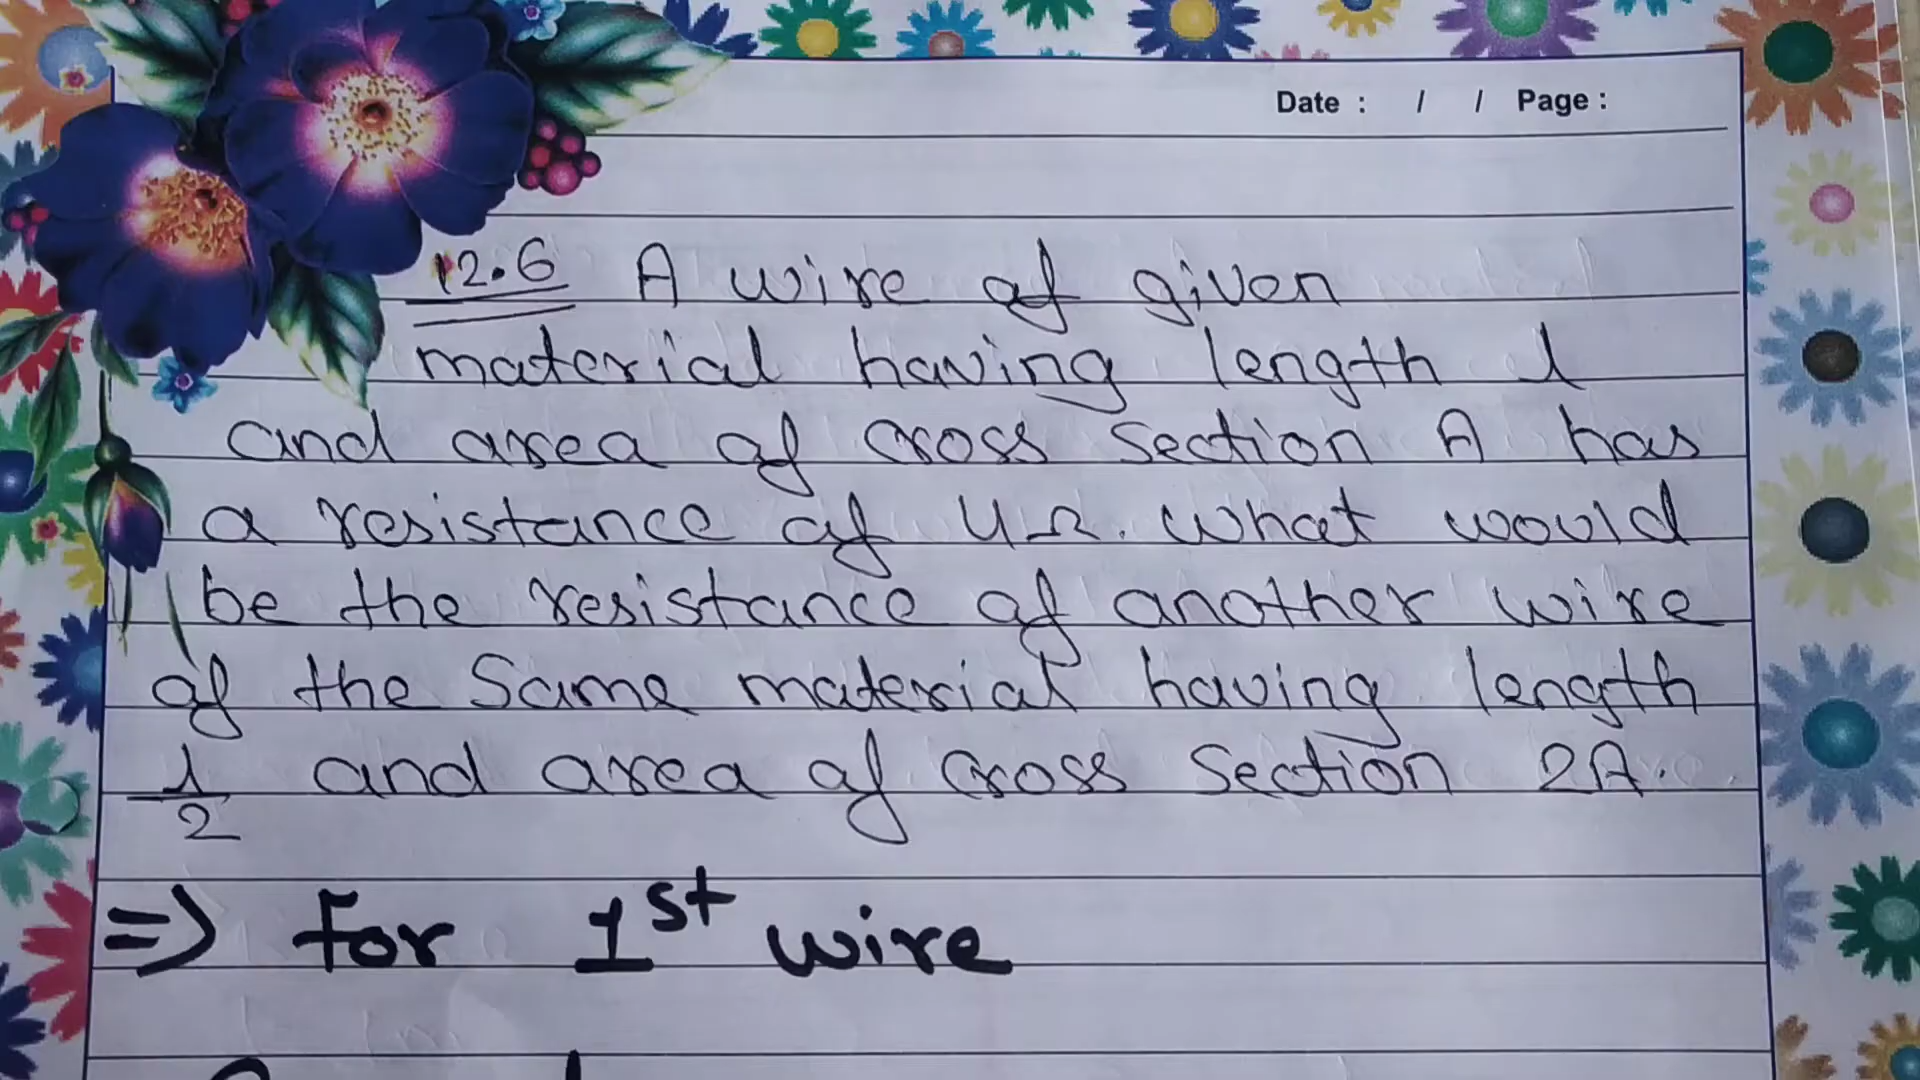 Date : / / Page :
12.6 A wire of given
material having length l
and area of cross section A has
a resistance of 4Ω. What would
be the resistance of another wire
of the same material having length
l/2 and area of cross section 2A.
=> For 1st wire